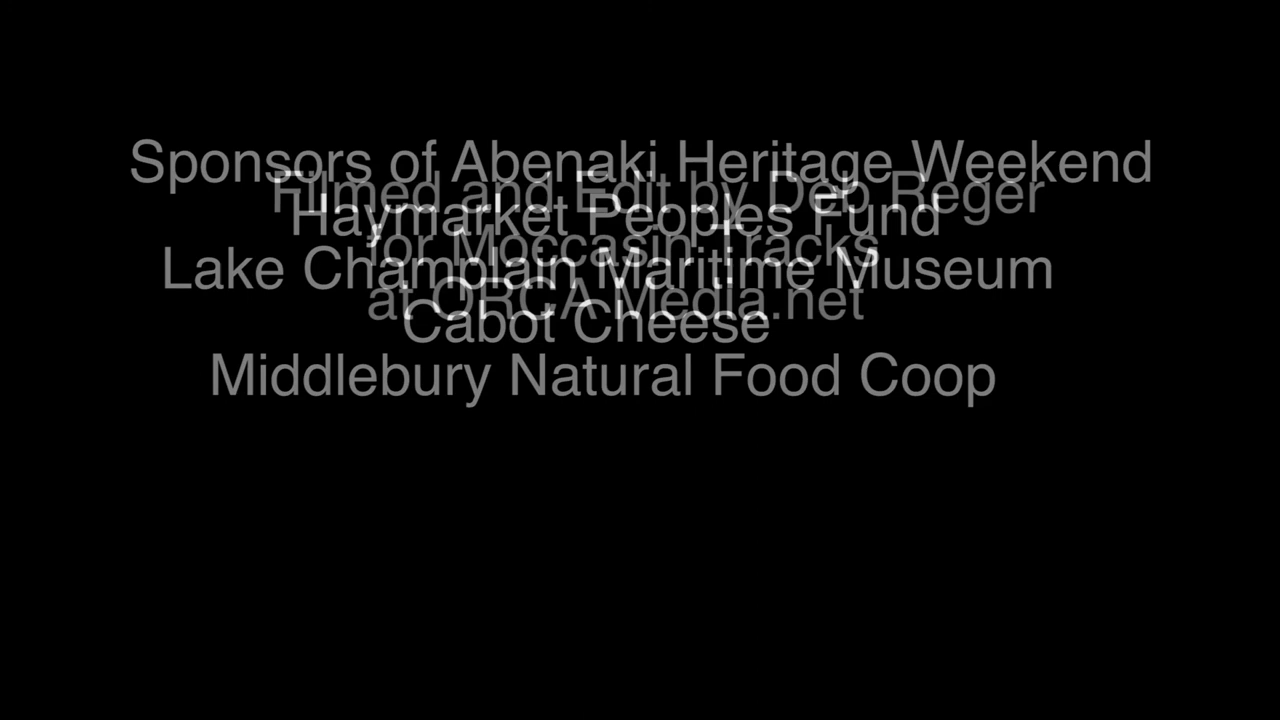 Sponsors of Abenaki Heritage Weekend
Haymarket Peoples Fund
Lake Champlain Maritime Museum
Cabot Cheese
Middlebury Natural Food Coop
Filmed and Edit by Deb Reger
for Moccasin Tracks
at ORCA Media.net